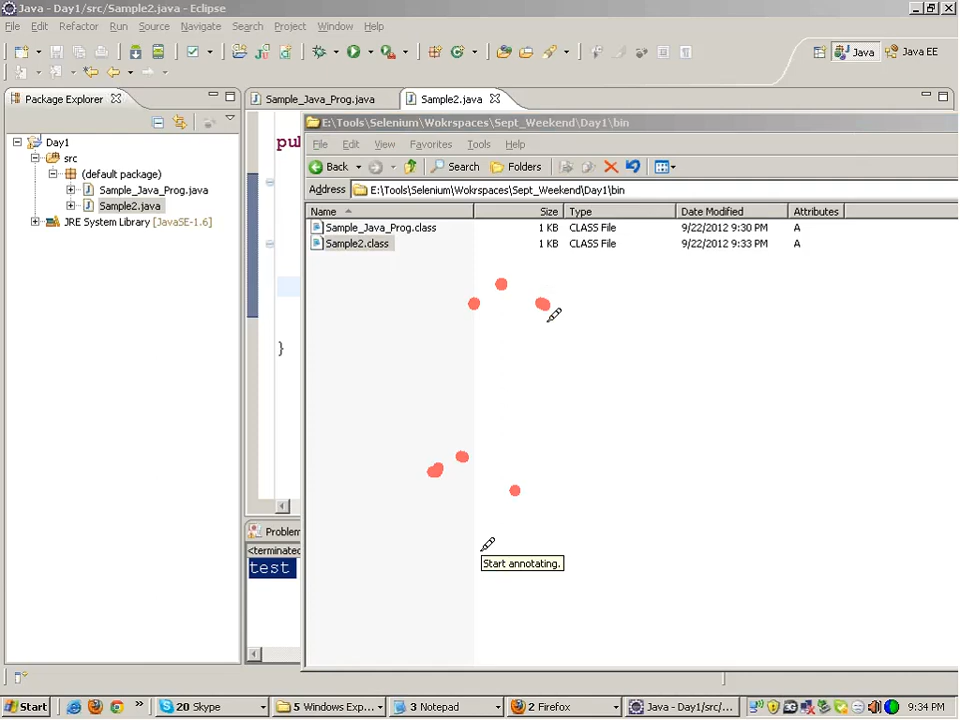 Java - Day1/src/Sample2.java - Eclipse
File Edit Refactor Run Source Navigate Search Project Window Help
Java Java EE
Package Explorer
Sample_Java_Prog.java
Sample2.java
Day1
src
(default package)
Sample_Java_Prog.java
Sample2.java
JRE System Library [JavaSE-1.6]
pub
}
E:\Tools\Selenium\Wokrspaces\Sept_Weekend\Day1\bin
File Edit View Favorites Tools Help
Back Search Folders
Address E:\Tools\Selenium\Wokrspaces\Sept_Weekend\Day1\bin
Name Size Type Date Modified Attributes
Sample_Java_Prog.class 1 KB CLASS File 9/22/2012 9:30 PM A
Sample2.class 1 KB CLASS File 9/22/2012 9:33 PM A
Start annotating.
Problem
<terminated
test
Start 20 Skype 5 Windows Exp... 3 Notepad 2 Firefox Java - Day1/src/... 9:34 PM